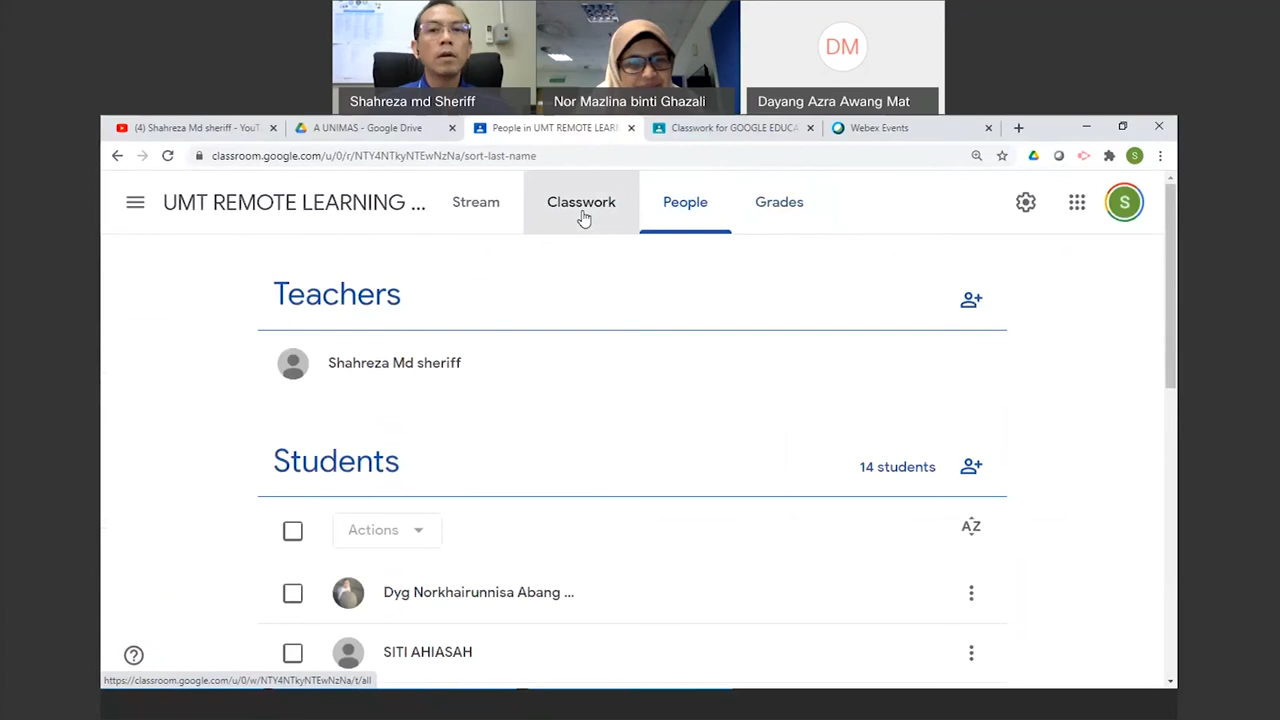 DM
Shahreza md Sheriff
Nor Mazlina binti Ghazali
Dayang Azra Awang Mat
(4) Shahreza Md sheriff - YouT
A UNIMAS - Google Drive
People in UMT REMOTE LEARN
Classwork for GOOGLE EDUCA
Webex Events
classroom.google.com/u/0/r/NTY4NTkyNTEwNzNa/sort-last-name
S
UMT REMOTE LEARNING ...
Stream
Classwork
People
Grades
S
Teachers
Shahreza Md sheriff
Students
14 students
Actions
AZ
Dyg Norkhairunnisa Abang ...
SITI AHIASAH
https://classroom.google.com/u/0/w/NTY4NTkyNTEwNzNa/t/all